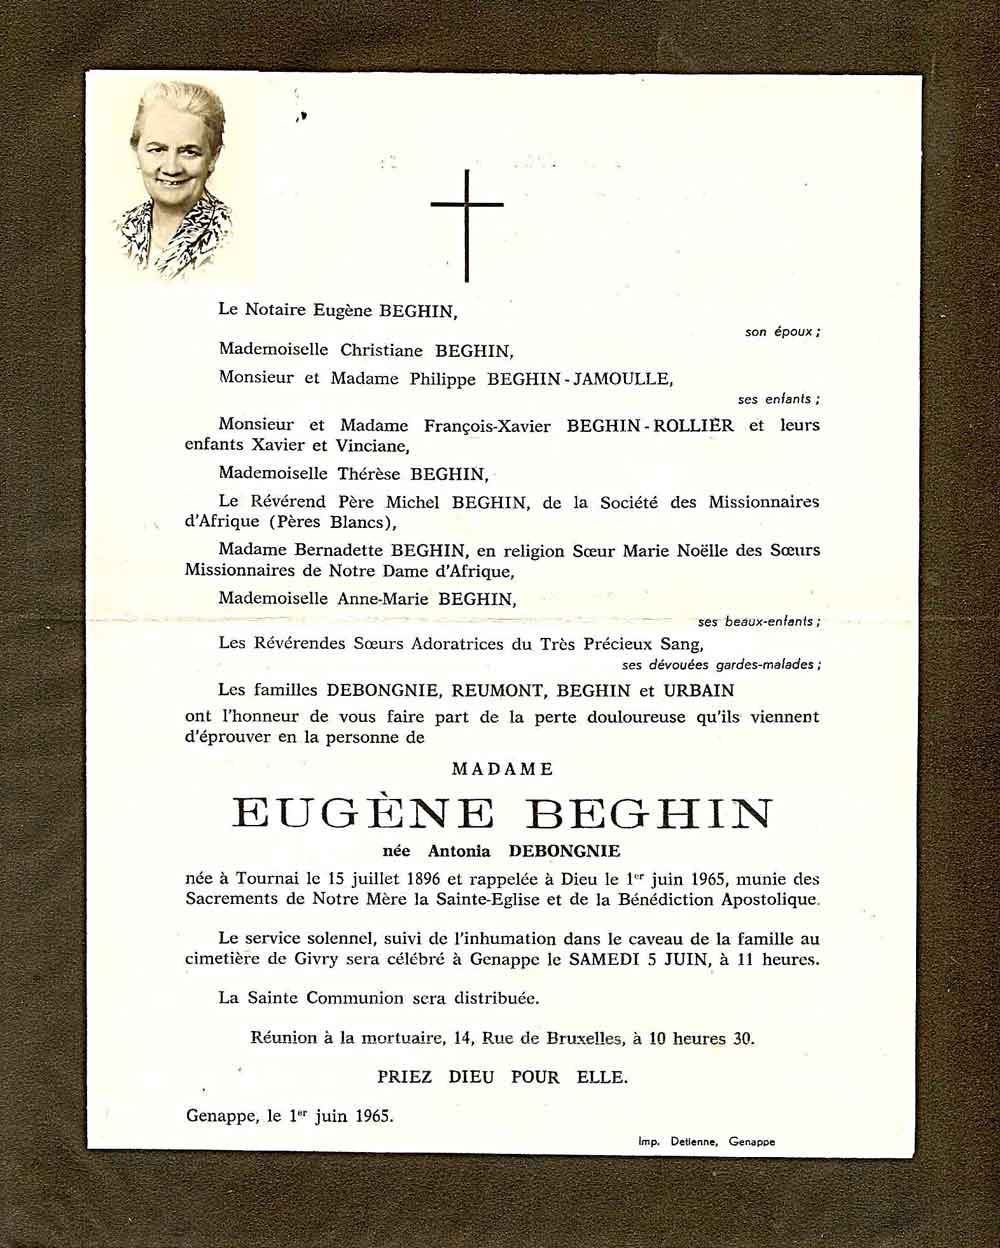 Le Notaire Eugène BEGHIN,
son époux ;
Mademoiselle Christiane BEGHIN,
Monsieur et Madame Philippe BEGHIN-JAMOULLE,
ses enfants ;
Monsieur et Madame François-Xavier BEGHIN-ROLLIER et leurs
enfants Xavier et Vinciane,
Mademoiselle Thérèse BEGHIN,
Le Révérend Père Michel BEGHIN, de la Société des Missionnaires
d'Afrique (Pères Blancs),
Madame Bernadette BEGHIN, en religion Sœur Marie Noëlle des Sœurs
Missionnaires de Notre Dame d'Afrique,
Mademoiselle Anne-Marie BEGHIN,
ses beaux-enfants ;
Les Révérendes Sœurs Adoratrices du Très Précieux Sang,
ses dévouées gardes-malades ;
Les familles DEBONGNIE, REUMONT, BEGHIN et URBAIN
ont l'honneur de vous faire part de la perte douloureuse qu'ils viennent
d'éprouver en la personne de
MADAME
EUGÈNE BEGHIN
née Antonia DEBONGNIE
née à Tournai le 15 juillet 1896 et rappelée à Dieu le 1er juin 1965, munie des
Sacrements de Notre Mère la Sainte-Eglise et de la Bénédiction Apostolique.
Le service solennel, suivi de l'inhumation dans le caveau de la famille au
cimetière de Givry sera célébré à Genappe le SAMEDI 5 JUIN, à 11 heures.
La Sainte Communion sera distribuée.
Réunion à la mortuaire, 14, Rue de Bruxelles, à 10 heures 30.
PRIEZ DIEU POUR ELLE.
Genappe, le 1er juin 1965.
Imp. Detienne, Genappe